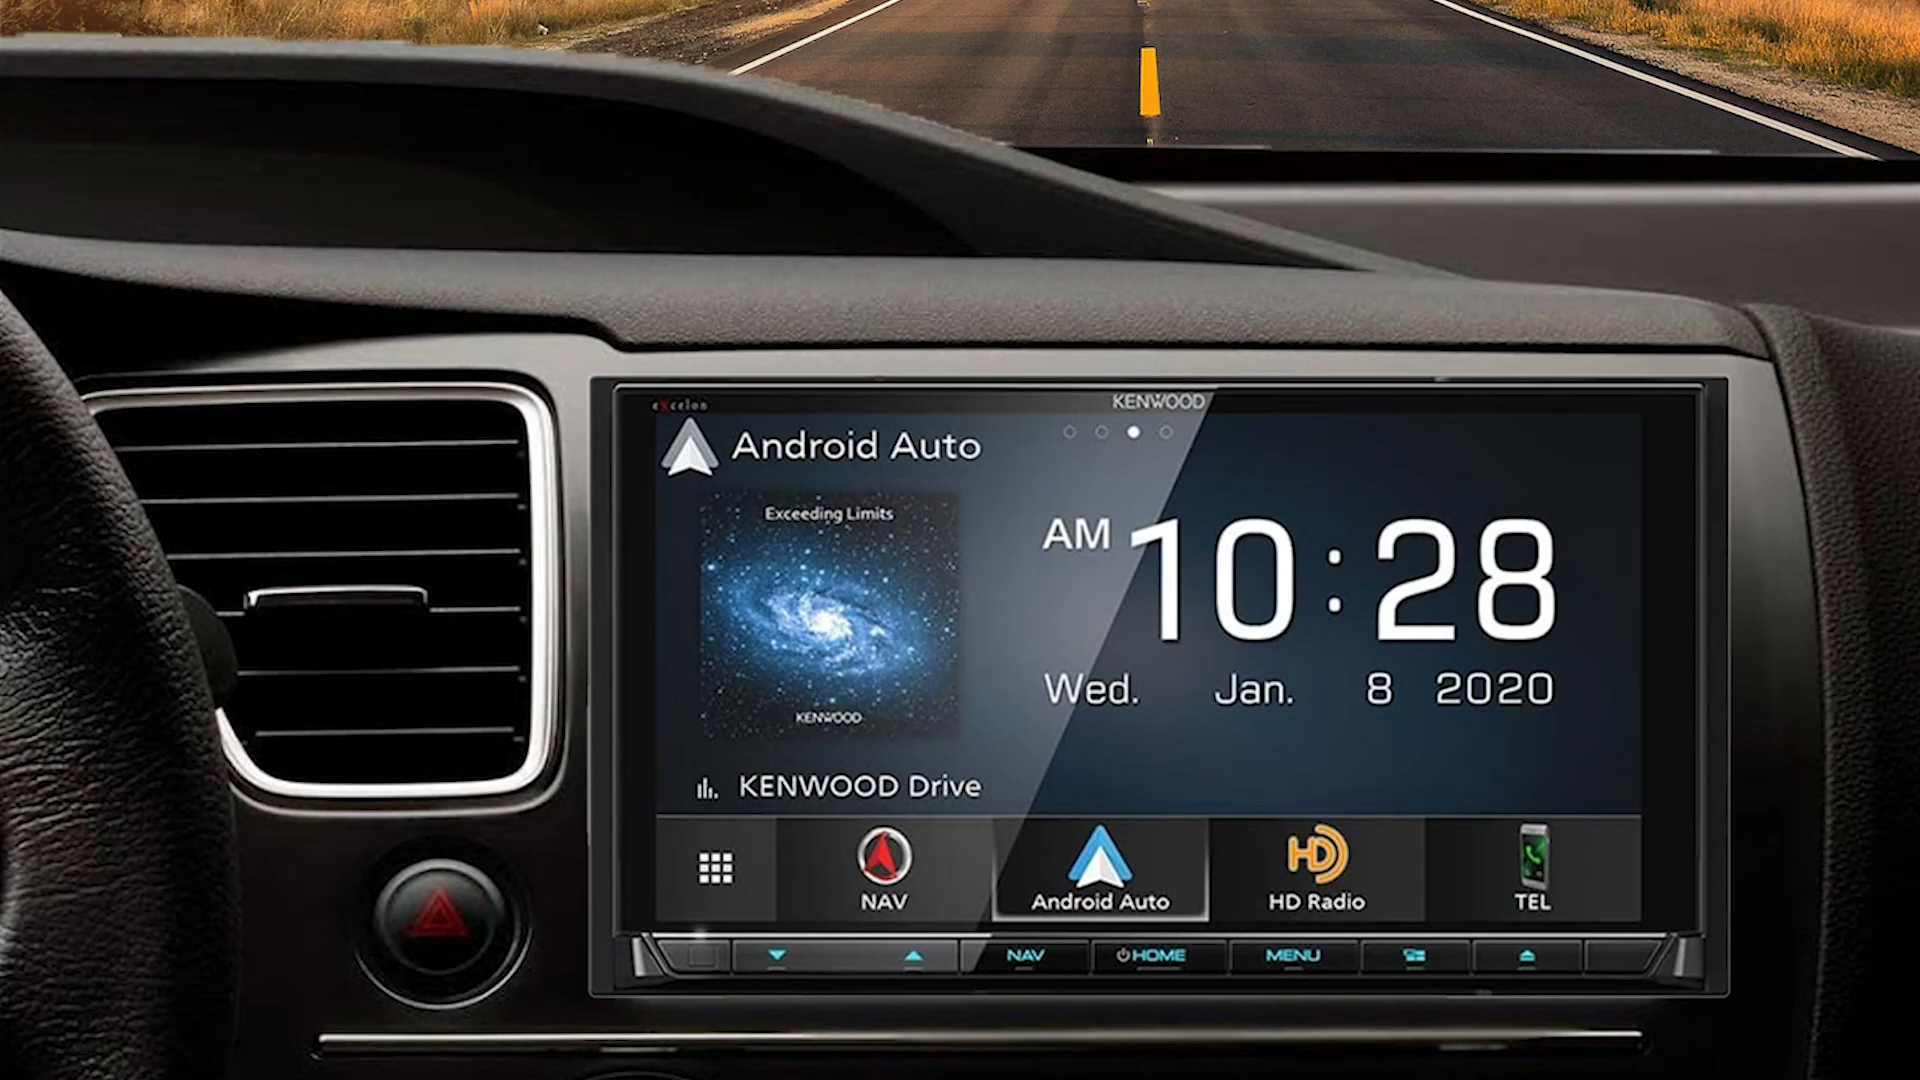 eXcelon
KENWOOD
Android Auto
Exceeding Limits
KENWOOD
KENWOOD Drive
AM 10:28
Wed. Jan. 8 2020
NAV
Android Auto
HD
HD Radio
TEL
NAV
HOME
MENU